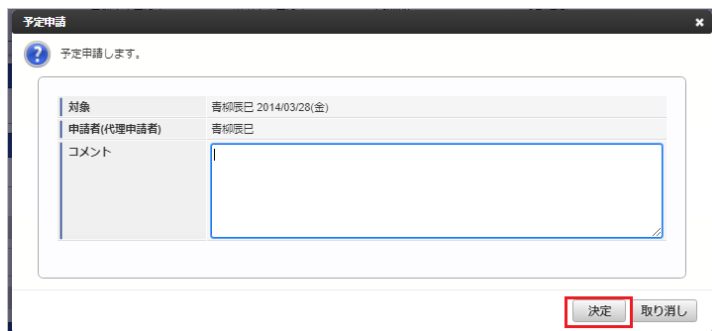 予定申請
予定申請します。
対象 青柳辰巳 2014/03/28(金)
申請者(代理申請者) 青柳辰巳
コメント
決定 取り消し